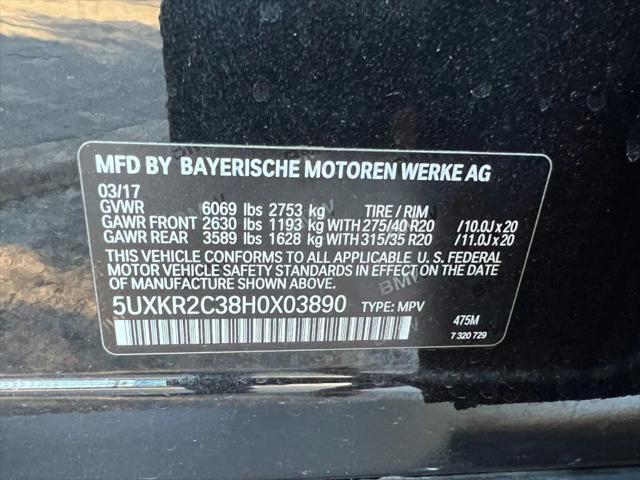 MFD BY BAYERISCHE MOTOREN WERKE AG
03/17
GVWR 6069 lbs 2753 kg TIRE / RIM
GAWR FRONT 2630 lbs 1193 kg WITH 275/40 R20 /10.0J x 20
GAWR REAR 3589 lbs 1628 kg WITH 315/35 R20 /11.0J x 20
THIS VEHICLE CONFORMS TO ALL APPLICABLE U. S. FEDERAL
MOTOR VEHICLE SAFETY STANDARDS IN EFFECT ON THE DATE
OF MANUFACTURE SHOWN ABOVE.
5UXKR2C38H0X03890 TYPE: MPV
475M
7 320 729